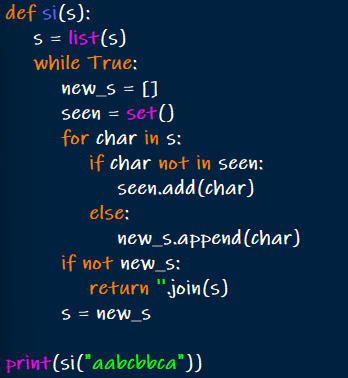 def si(s):
    s = list(s)
    while True:
        new_s = []
        seen = set()
        for char in s:
            if char not in seen:
                seen.add(char)
            else:
                new_s.append(char)
        if not new_s:
            return ''.join(s)
        s = new_s

print(si("aabcbbca"))